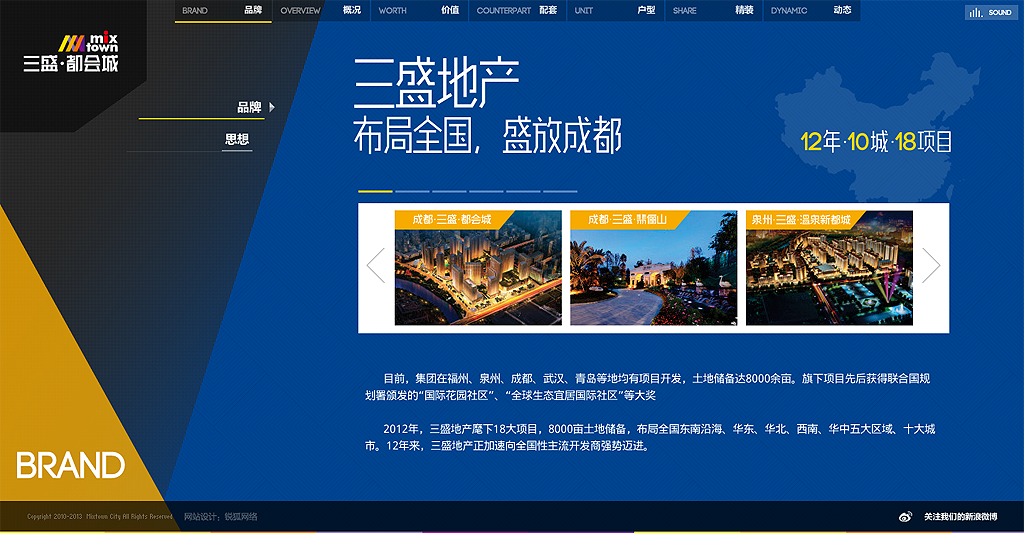 BRAND 品牌 OVERVIEW 概况 WORTH 价值 COUNTERPART 配套 UNIT 户型 SHARE 精装 DYNAMIC 动态 SOUND
mix
town
三盛·都会城
品牌
思想
三盛地产
布局全国，盛放成都
12年·10城·18项目
成都·三盛·都会城 成都·三盛·翡俪山 泉州·三盛·温泉新都城
目前，集团在福州、泉州、成都、武汉、青岛等地均有项目开发，土地储备达8000余亩。旗下项目先后获得联合国规
划署颁发的“国际花园社区”、“全球生态宜居国际社区”等大奖
2012年，三盛地产麾下18大项目，8000亩土地储备，布局全国东南沿海、华东、华北、西南、华中五大区域、十大城
市。12年来，三盛地产正加速向全国性主流开发商强势迈进。
BRAND
Copyright 2010-2013 Mixtown City All Rights Reserved 网站设计：锐狐网络 关注我们的新浪微博